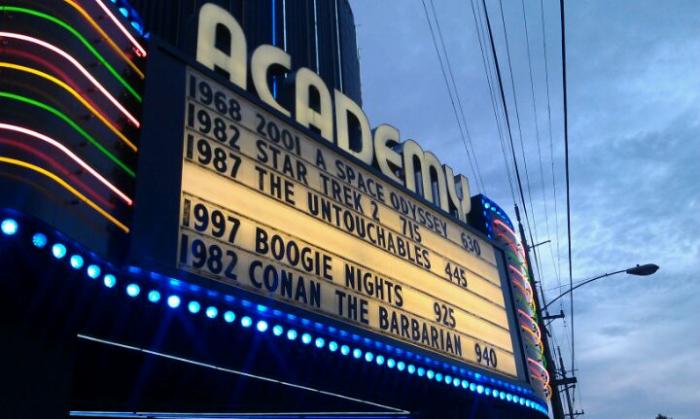 ACADEMY
1968 2001 A SPACE ODYSSEY 630
1982 STAR TREK 2 715
1987 THE UNTOUCHABLES 445
1997 BOOGIE NIGHTS 925
1982 CONAN THE BARBARIAN 940